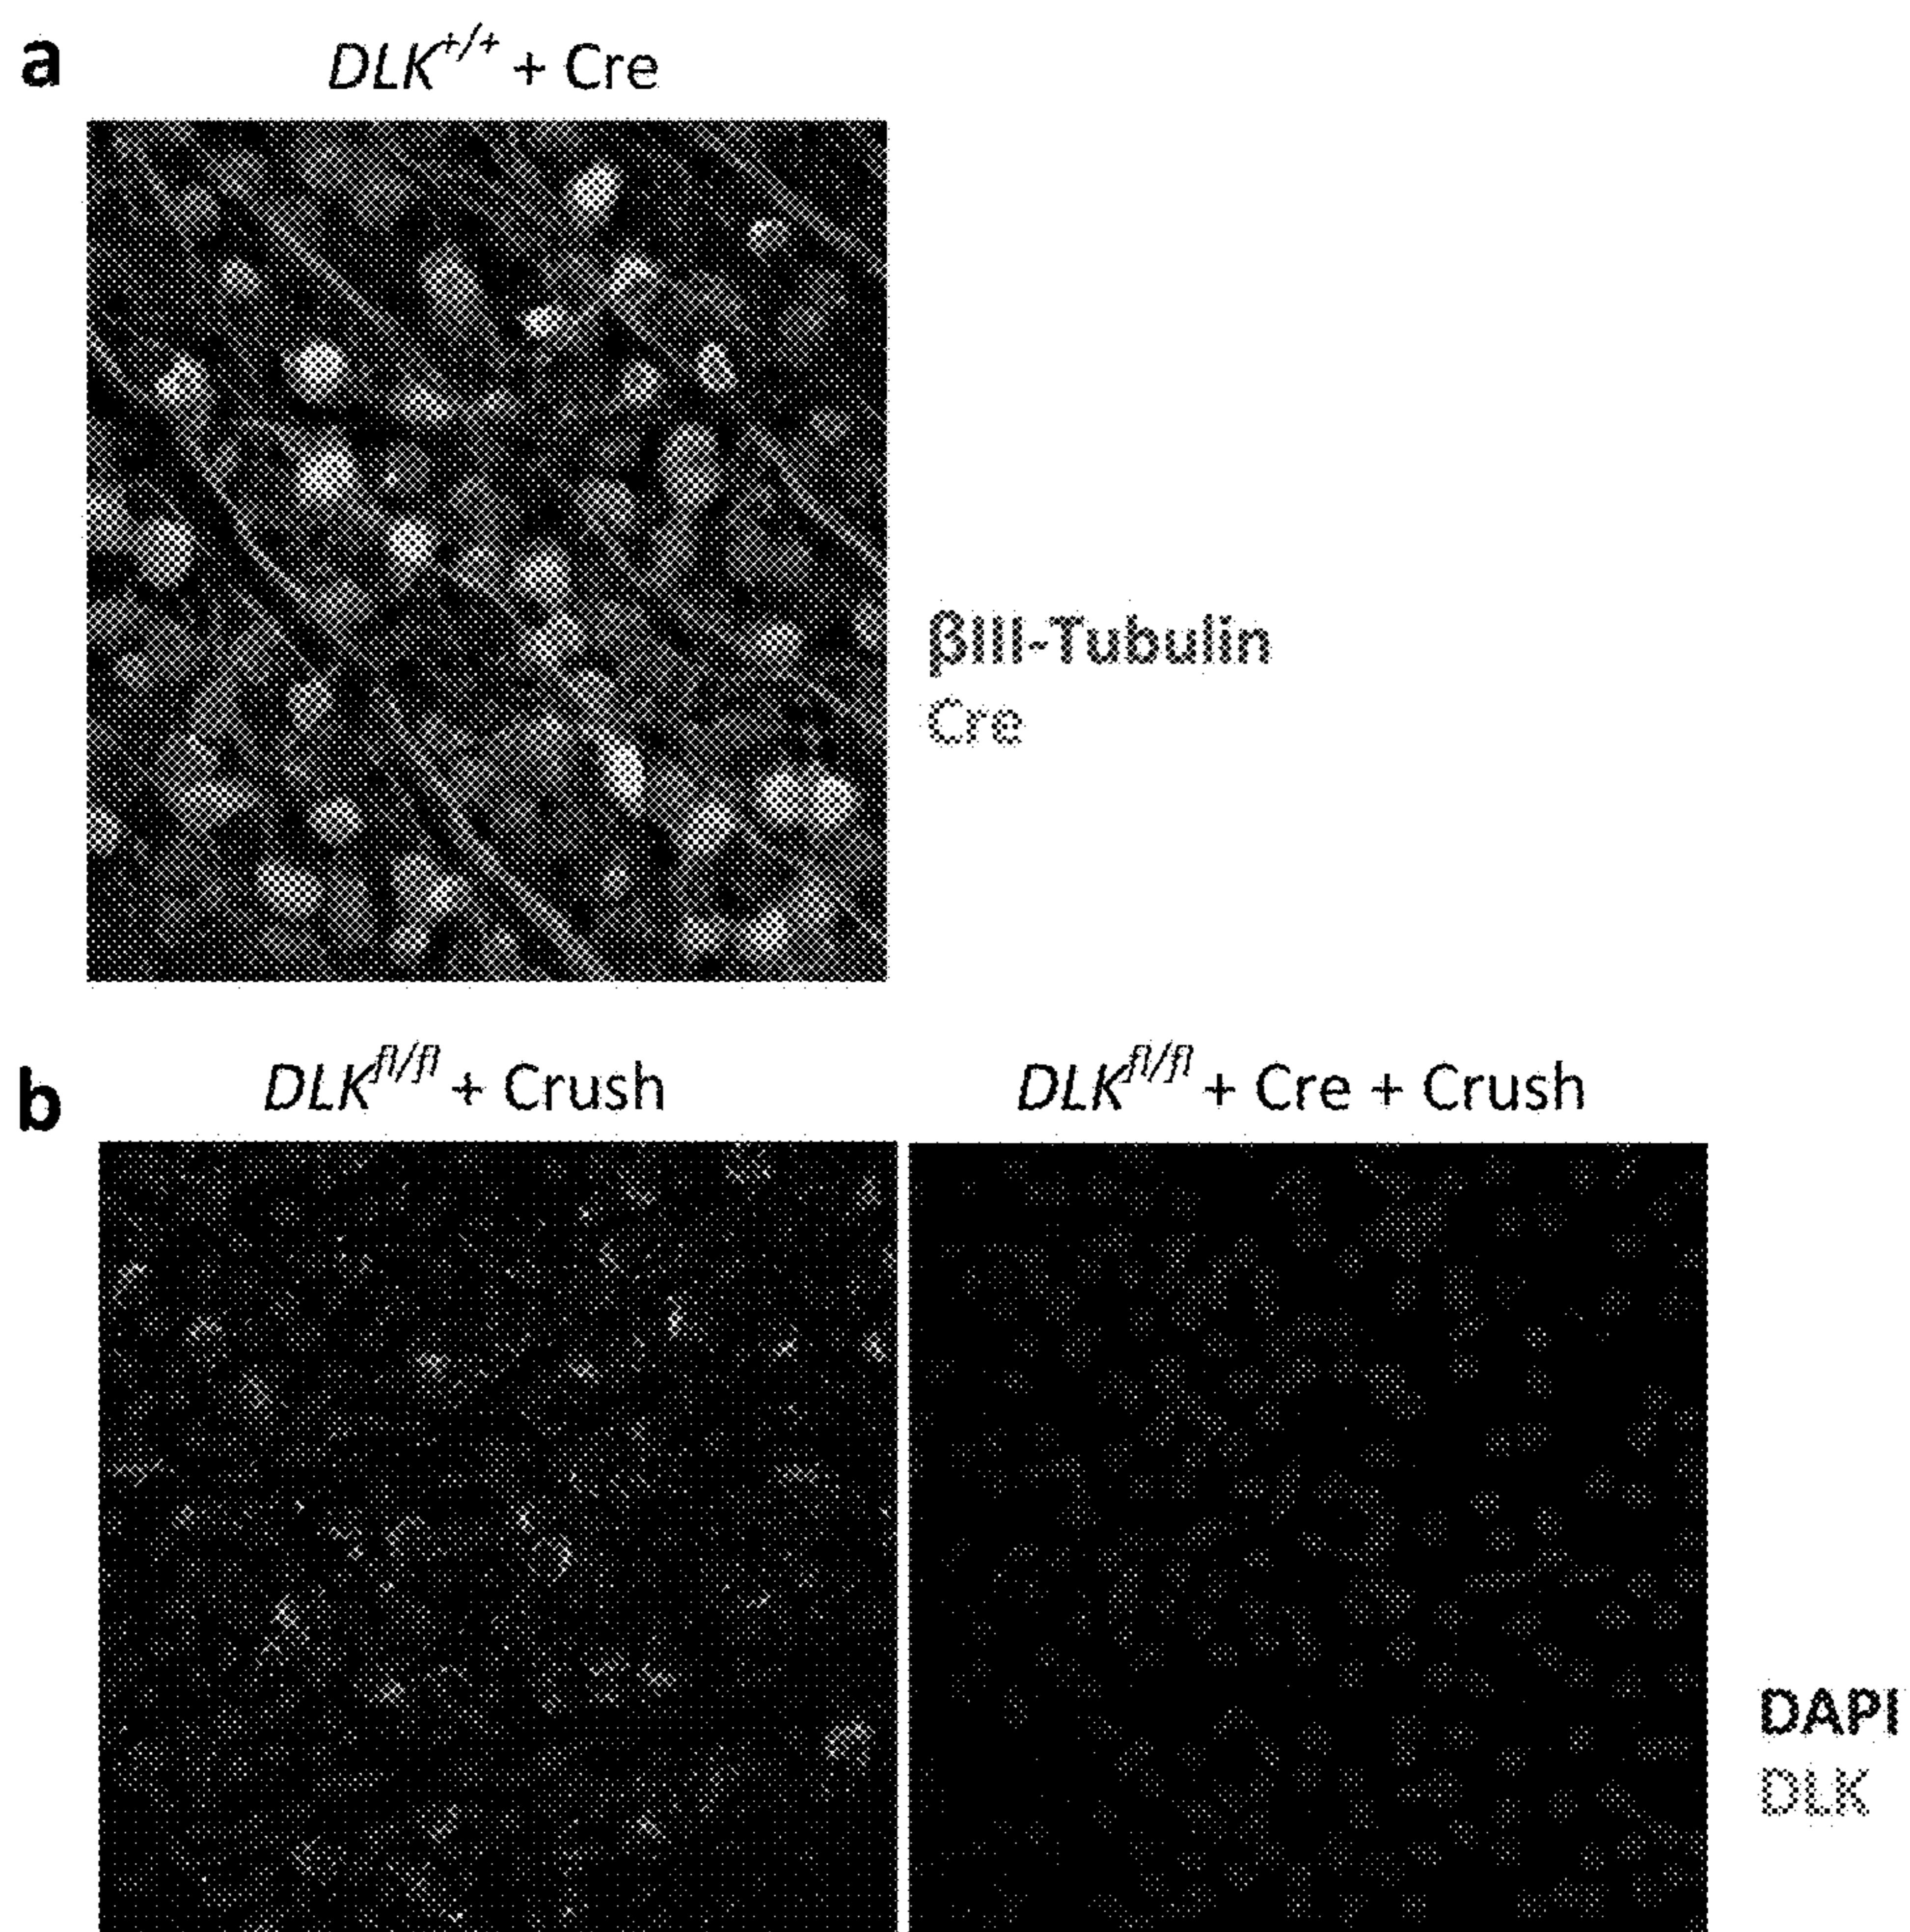 a
DLK+/+ + Cre
βIII-Tubulin
Cre
b
DLKfl/fl + Crush
DLKfl/fl + Cre + Crush
DAPI
DLK